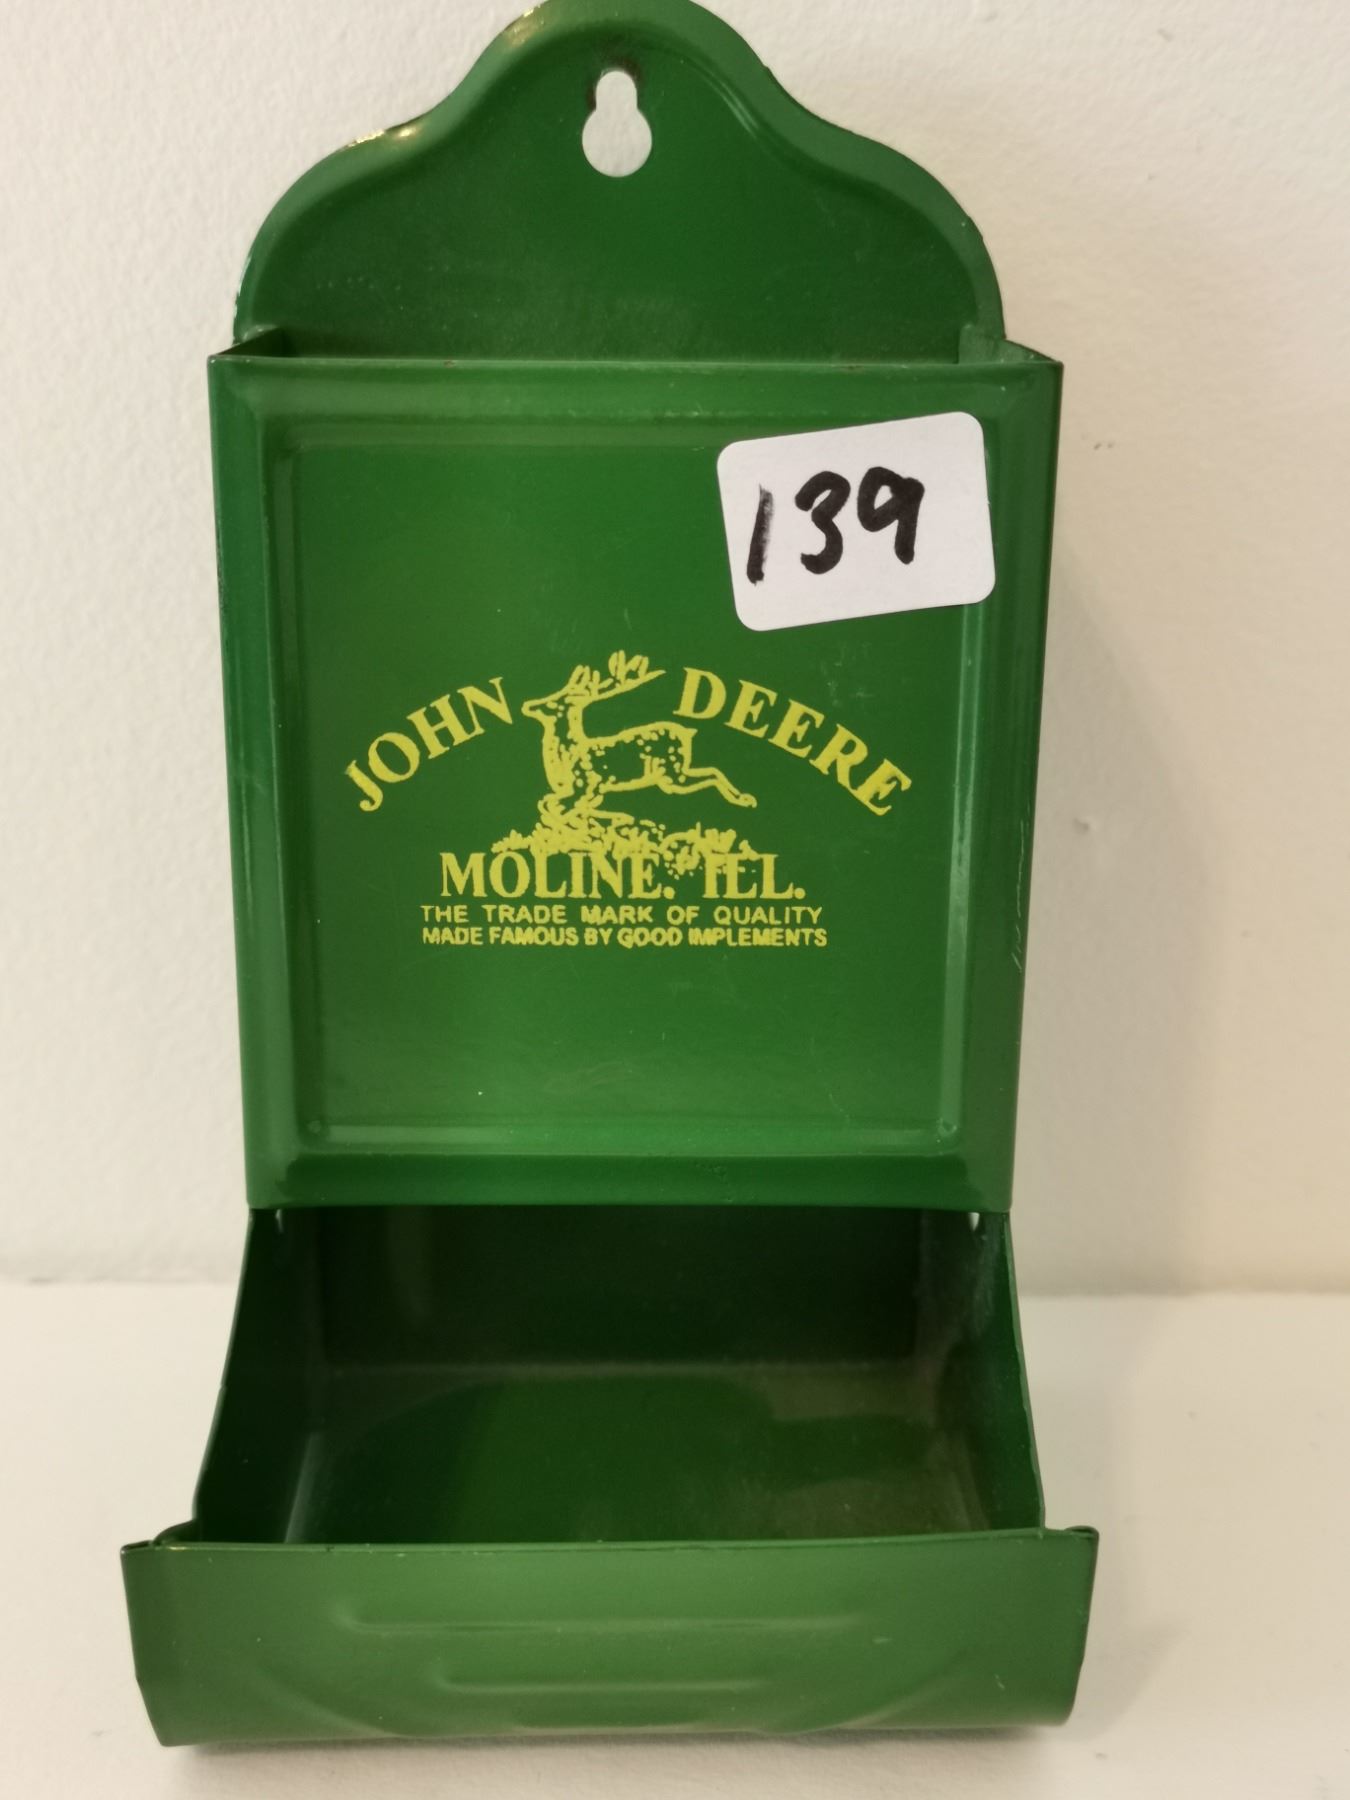 139
JOHN DEERE
MOLINE. ILL.
THE TRADE MARK OF QUALITY
MADE FAMOUS BY GOOD IMPLEMENTS